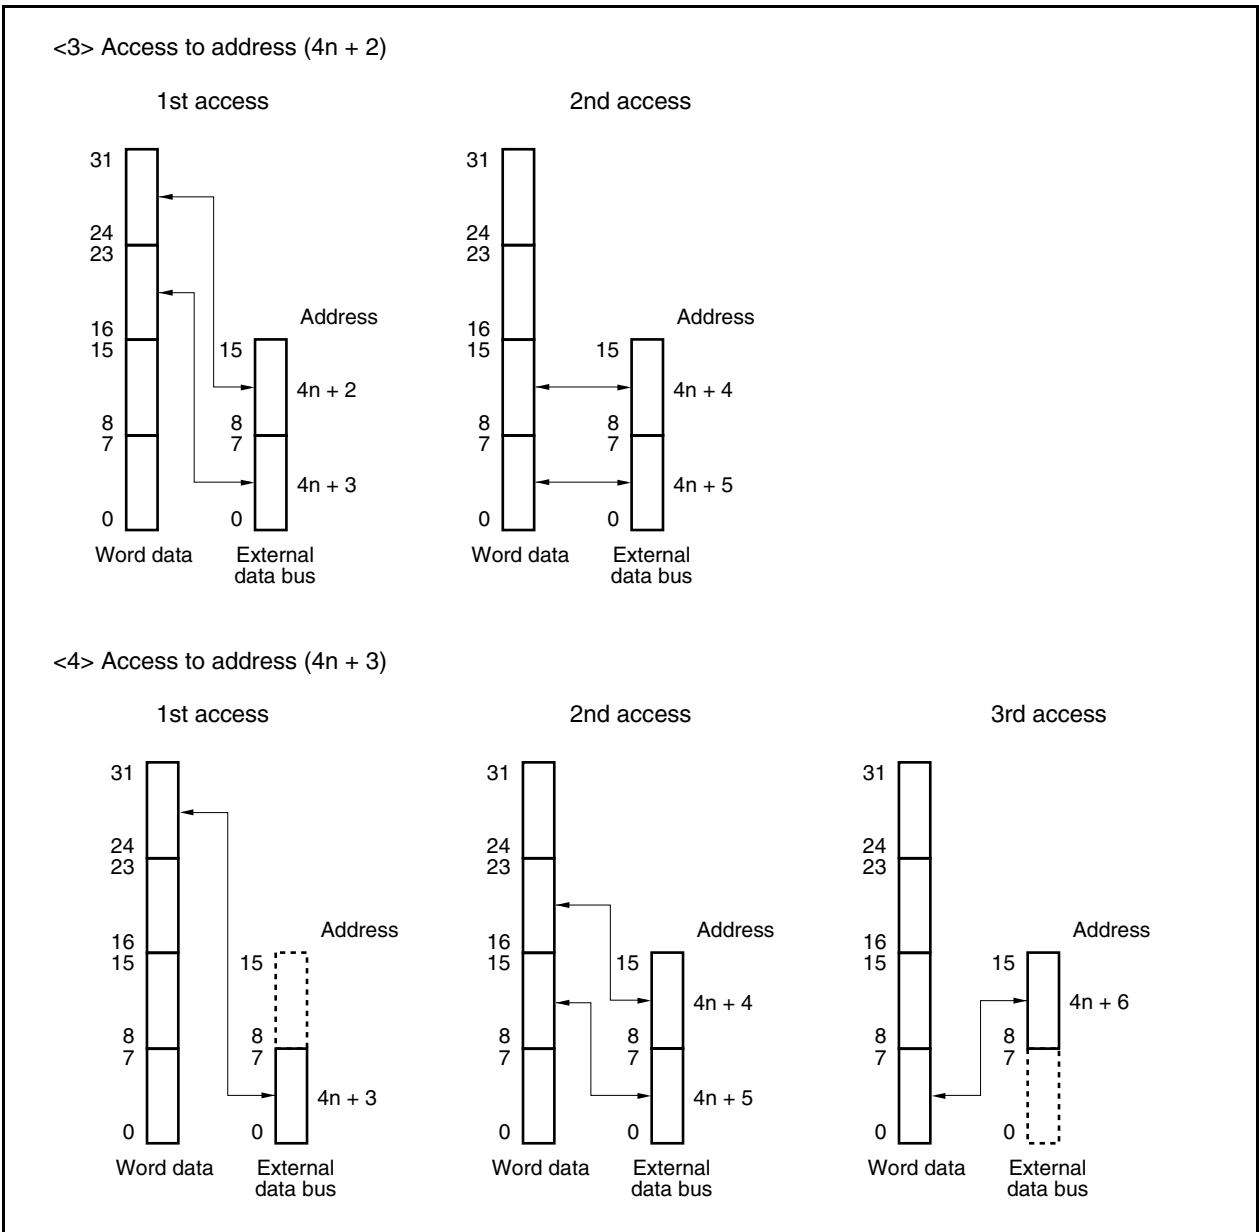 <3> Access to address (4n + 2)
1st access
31
24
23
16
15
8
7
0
Address
15
4n + 2
8
7
4n + 3
0
Word data
External
data bus
2nd access
31
24
23
16
15
8
7
0
Address
15
4n + 4
8
7
4n + 5
0
Word data
External
data bus
<4> Access to address (4n + 3)
1st access
31
24
23
16
15
8
7
0
Address
15
8
7
4n + 3
0
Word data
External
data bus
2nd access
31
24
23
16
15
8
7
0
Address
15
4n + 4
8
7
4n + 5
0
Word data
External
data bus
3rd access
31
24
23
16
15
8
7
0
Address
15
4n + 6
8
7
0
Word data
External
data bus